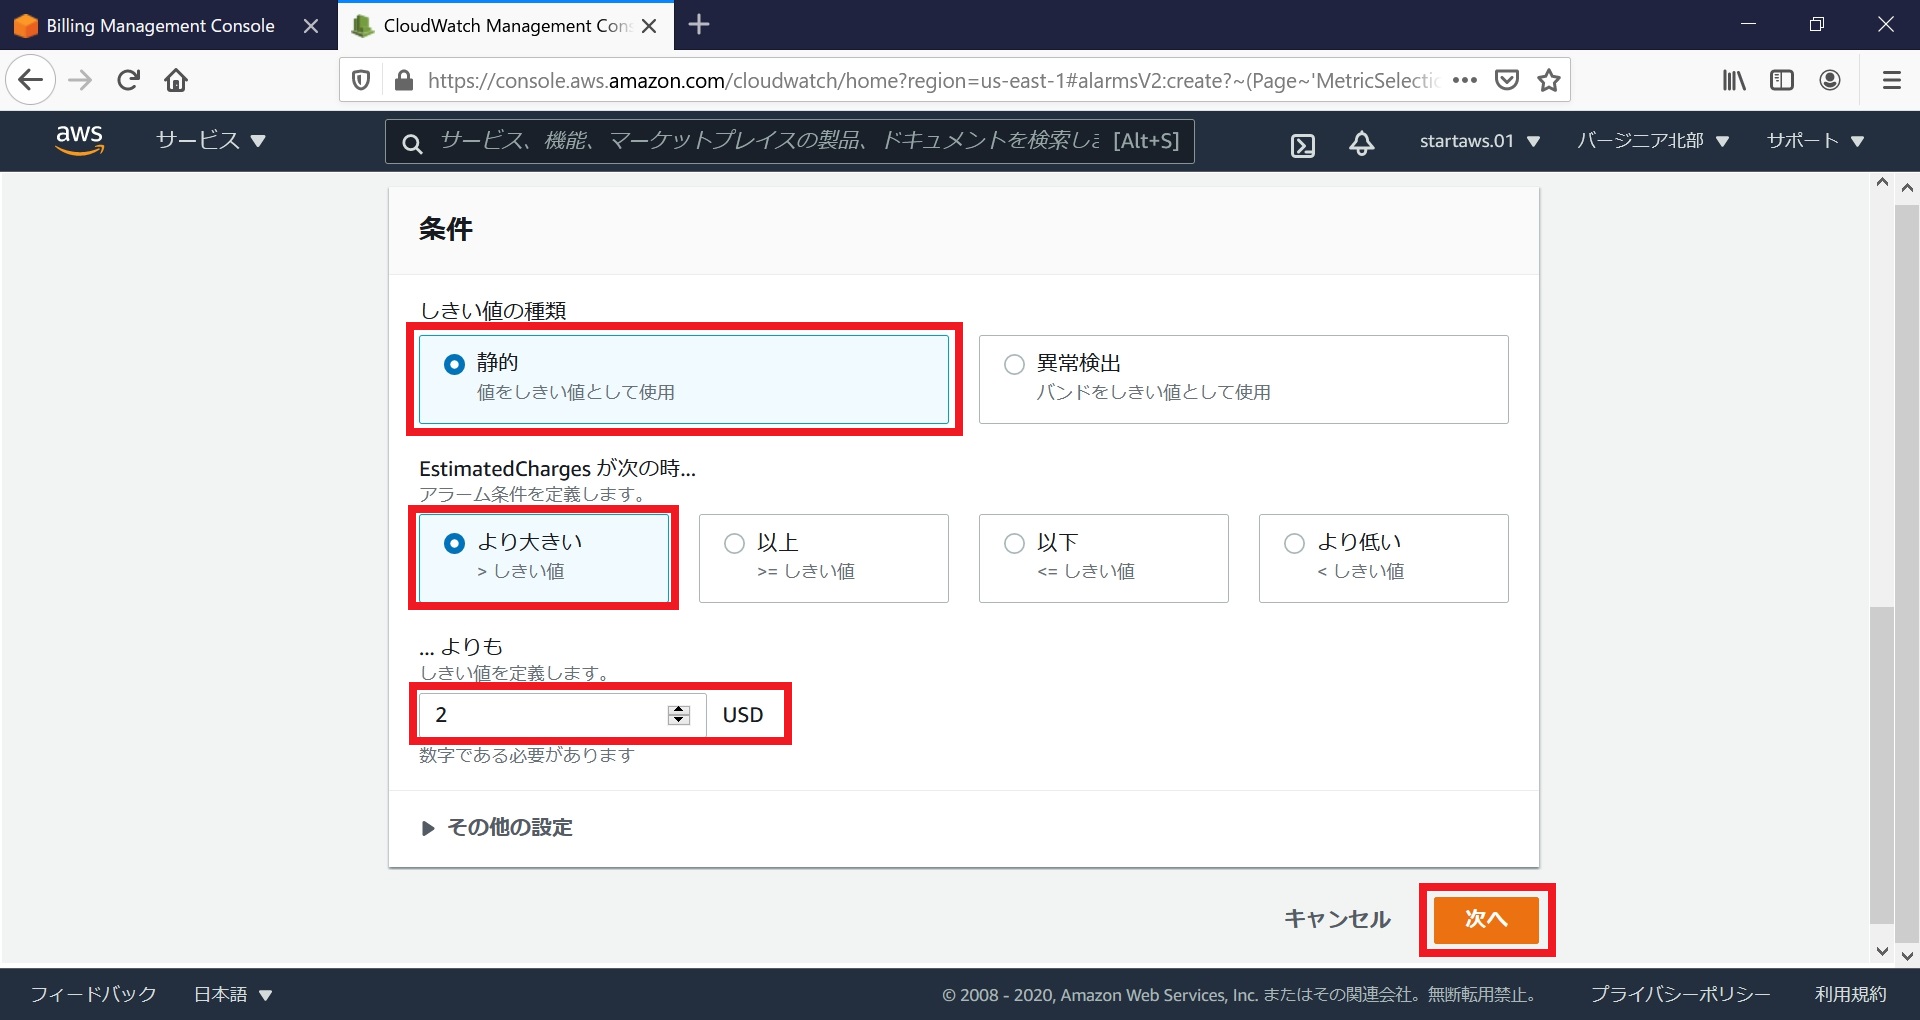 Billing Management Console
CloudWatch Management Con
https://console.aws.amazon.com/cloudwatch/home?region=us-east-1#alarmsV2:create?~(Page~'MetricSelectic
aws
サービス
サービス、機能、マーケットプレイスの製品、ドキュメントを検索しま [Alt+S]
startaws.01
バージニア北部
サポート
条件
しきい値の種類
静的
値をしきい値として使用
異常検出
バンドをしきい値として使用
EstimatedCharges が次の時...
アラーム条件を定義します。
より大きい
> しきい値
以上
>= しきい値
以下
<= しきい値
より低い
< しきい値
... よりも
しきい値を定義します。
2
USD
数字である必要があります
その他の設定
キャンセル
次へ
フィードバック
日本語
© 2008 - 2020, Amazon Web Services, Inc. またはその関連会社。無断転用禁止。
プライバシーポリシー
利用規約